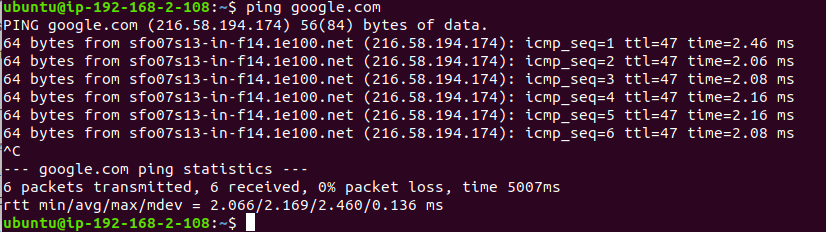 ubuntu@ip-192-168-2-108:~$ ping google.com
PING google.com (216.58.194.174) 56(84) bytes of data.
64 bytes from sfo07s13-in-f14.1e100.net (216.58.194.174): icmp_seq=1 ttl=47 time=2.46 ms
64 bytes from sfo07s13-in-f14.1e100.net (216.58.194.174): icmp_seq=2 ttl=47 time=2.06 ms
64 bytes from sfo07s13-in-f14.1e100.net (216.58.194.174): icmp_seq=3 ttl=47 time=2.08 ms
64 bytes from sfo07s13-in-f14.1e100.net (216.58.194.174): icmp_seq=4 ttl=47 time=2.16 ms
64 bytes from sfo07s13-in-f14.1e100.net (216.58.194.174): icmp_seq=5 ttl=47 time=2.16 ms
64 bytes from sfo07s13-in-f14.1e100.net (216.58.194.174): icmp_seq=6 ttl=47 time=2.08 ms
^C
--- google.com ping statistics ---
6 packets transmitted, 6 received, 0% packet loss, time 5007ms
rtt min/avg/max/mdev = 2.066/2.169/2.460/0.136 ms
ubuntu@ip-192-168-2-108:~$